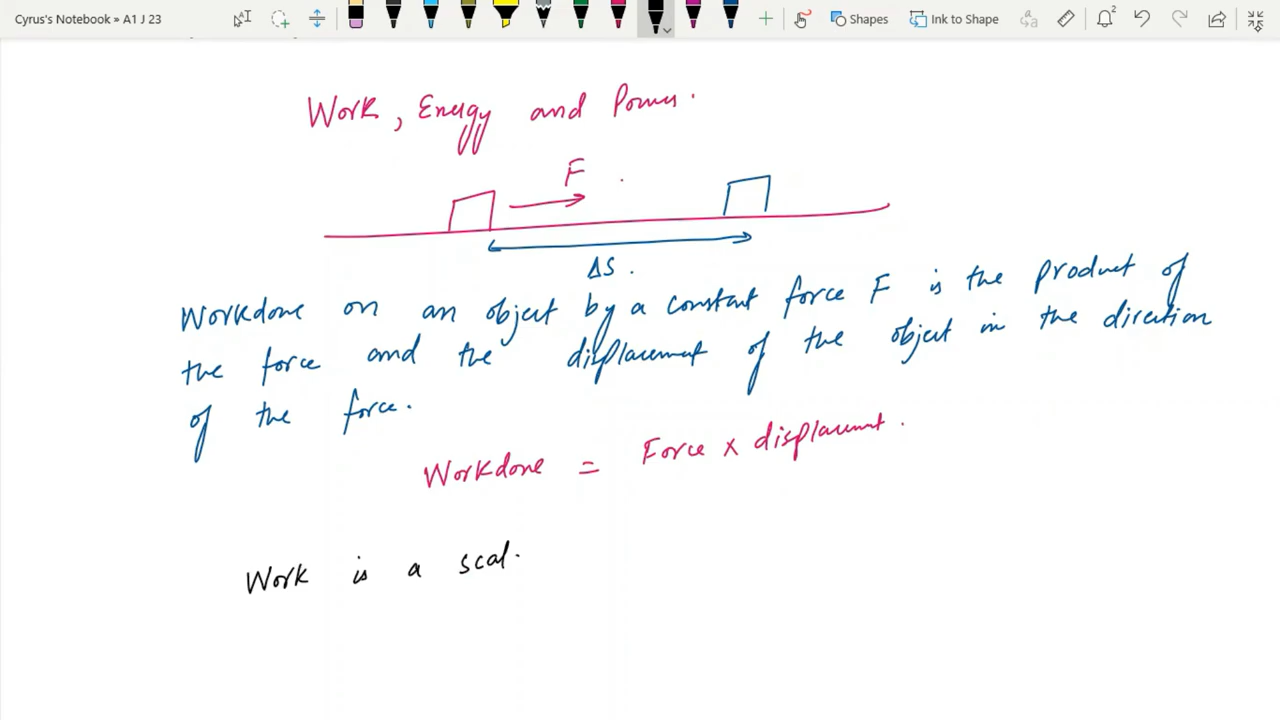 Cyrus's Notebook » A1 J 23
Shapes
Ink to Shape
2
Work, Energy and Power.
F
ΔS.
Workdone on an object by a constant force F is the product of
the force and the displacement of the object in the direction
of the force.
Workdone = Force x displacement.
Work is a scal.